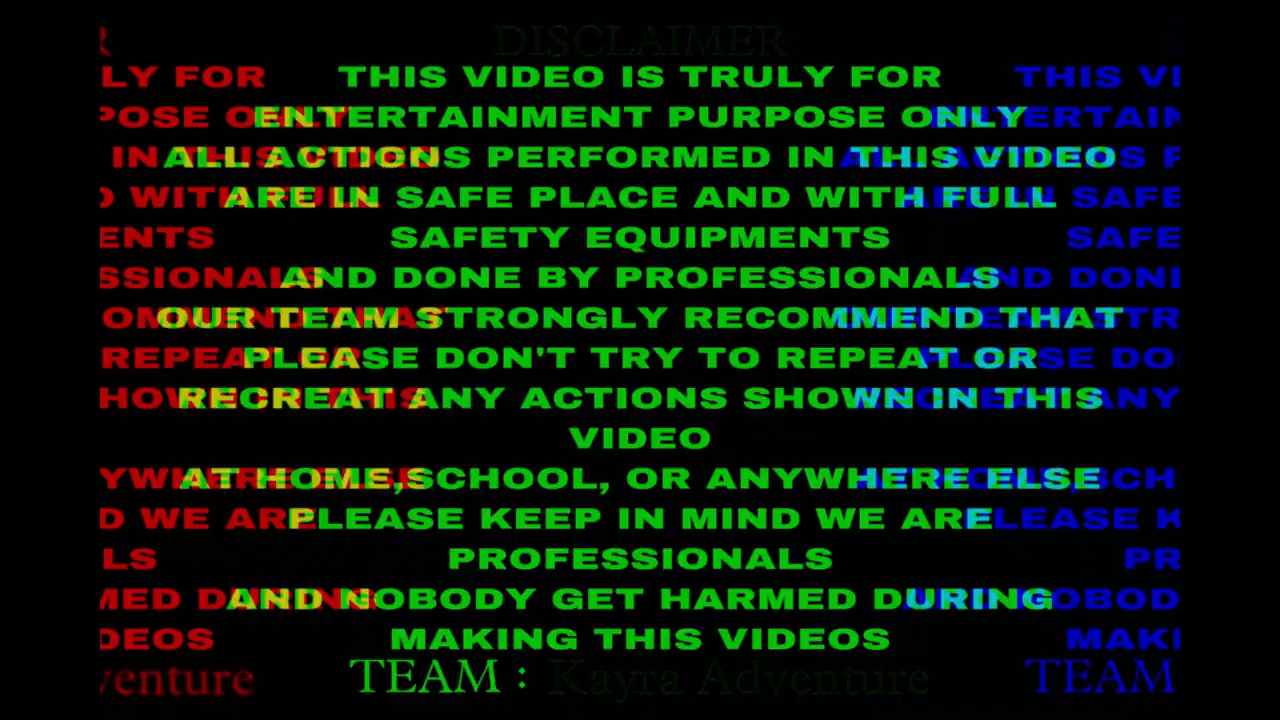 DISCLAIMER
THIS VIDEO IS TRULY FOR
ENTERTAINMENT PURPOSE ONLY
ALL ACTIONS PERFORMED IN THIS VIDEO
ARE IN SAFE PLACE AND WITH FULL
SAFETY EQUIPMENTS
AND DONE BY PROFESSIONALS
OUR TEAM STRONGLY RECOMMEND THAT
PLEASE DON'T TRY TO REPEAT OR
RECREAT ANY ACTIONS SHOWN IN THIS
VIDEO
AT HOME,SCHOOL, OR ANYWHERE ELSE
PLEASE KEEP IN MIND WE ARE
PROFESSIONALS
AND NOBODY GET HARMED DURING
MAKING THIS VIDEOS
TEAM : Kayra Adventure